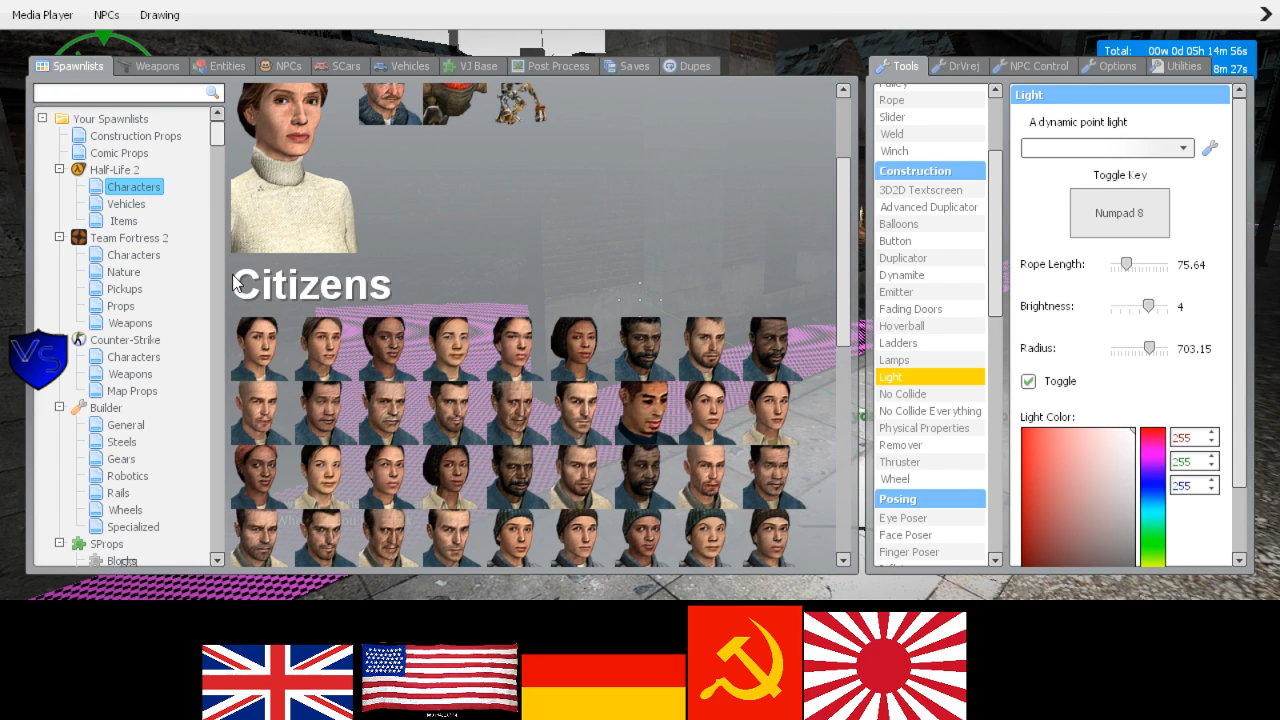 Media Player NPCs Drawing
Total: 00w 0d 05h 14m 56s
8m 27s
Spawnlists Weapons Entities NPCs SCars Vehicles VJ Base Post Process Saves Dupes
Your Spawnlists
Construction Props
Comic Props
Half-Life 2
Characters
Vehicles
Items
Team Fortress 2
Characters
Nature
Pickups
Props
Weapons
Counter-Strike
Characters
Weapons
Map Props
Builder
General
Steels
Gears
Robotics
Rails
Wheels
Specialized
SProps
Blocks
Citizens
VS
Tools DrVrej NPC Control Options Utilities
Pulley
Rope
Slider
Weld
Winch
Construction
3D2D Textscreen
Advanced Duplicator
Balloons
Button
Duplicator
Dynamite
Emitter
Fading Doors
Hoverball
Ladders
Lamps
Light
No Collide
No Collide Everything
Physical Properties
Remover
Thruster
Wheel
Posing
Eye Poser
Face Poser
Finger Poser
Light
A dynamic point light
Toggle Key
Numpad 8
Rope Length: 75.64
Brightness: 4
Radius: 703.15
Toggle
Light Color:
255
255
255